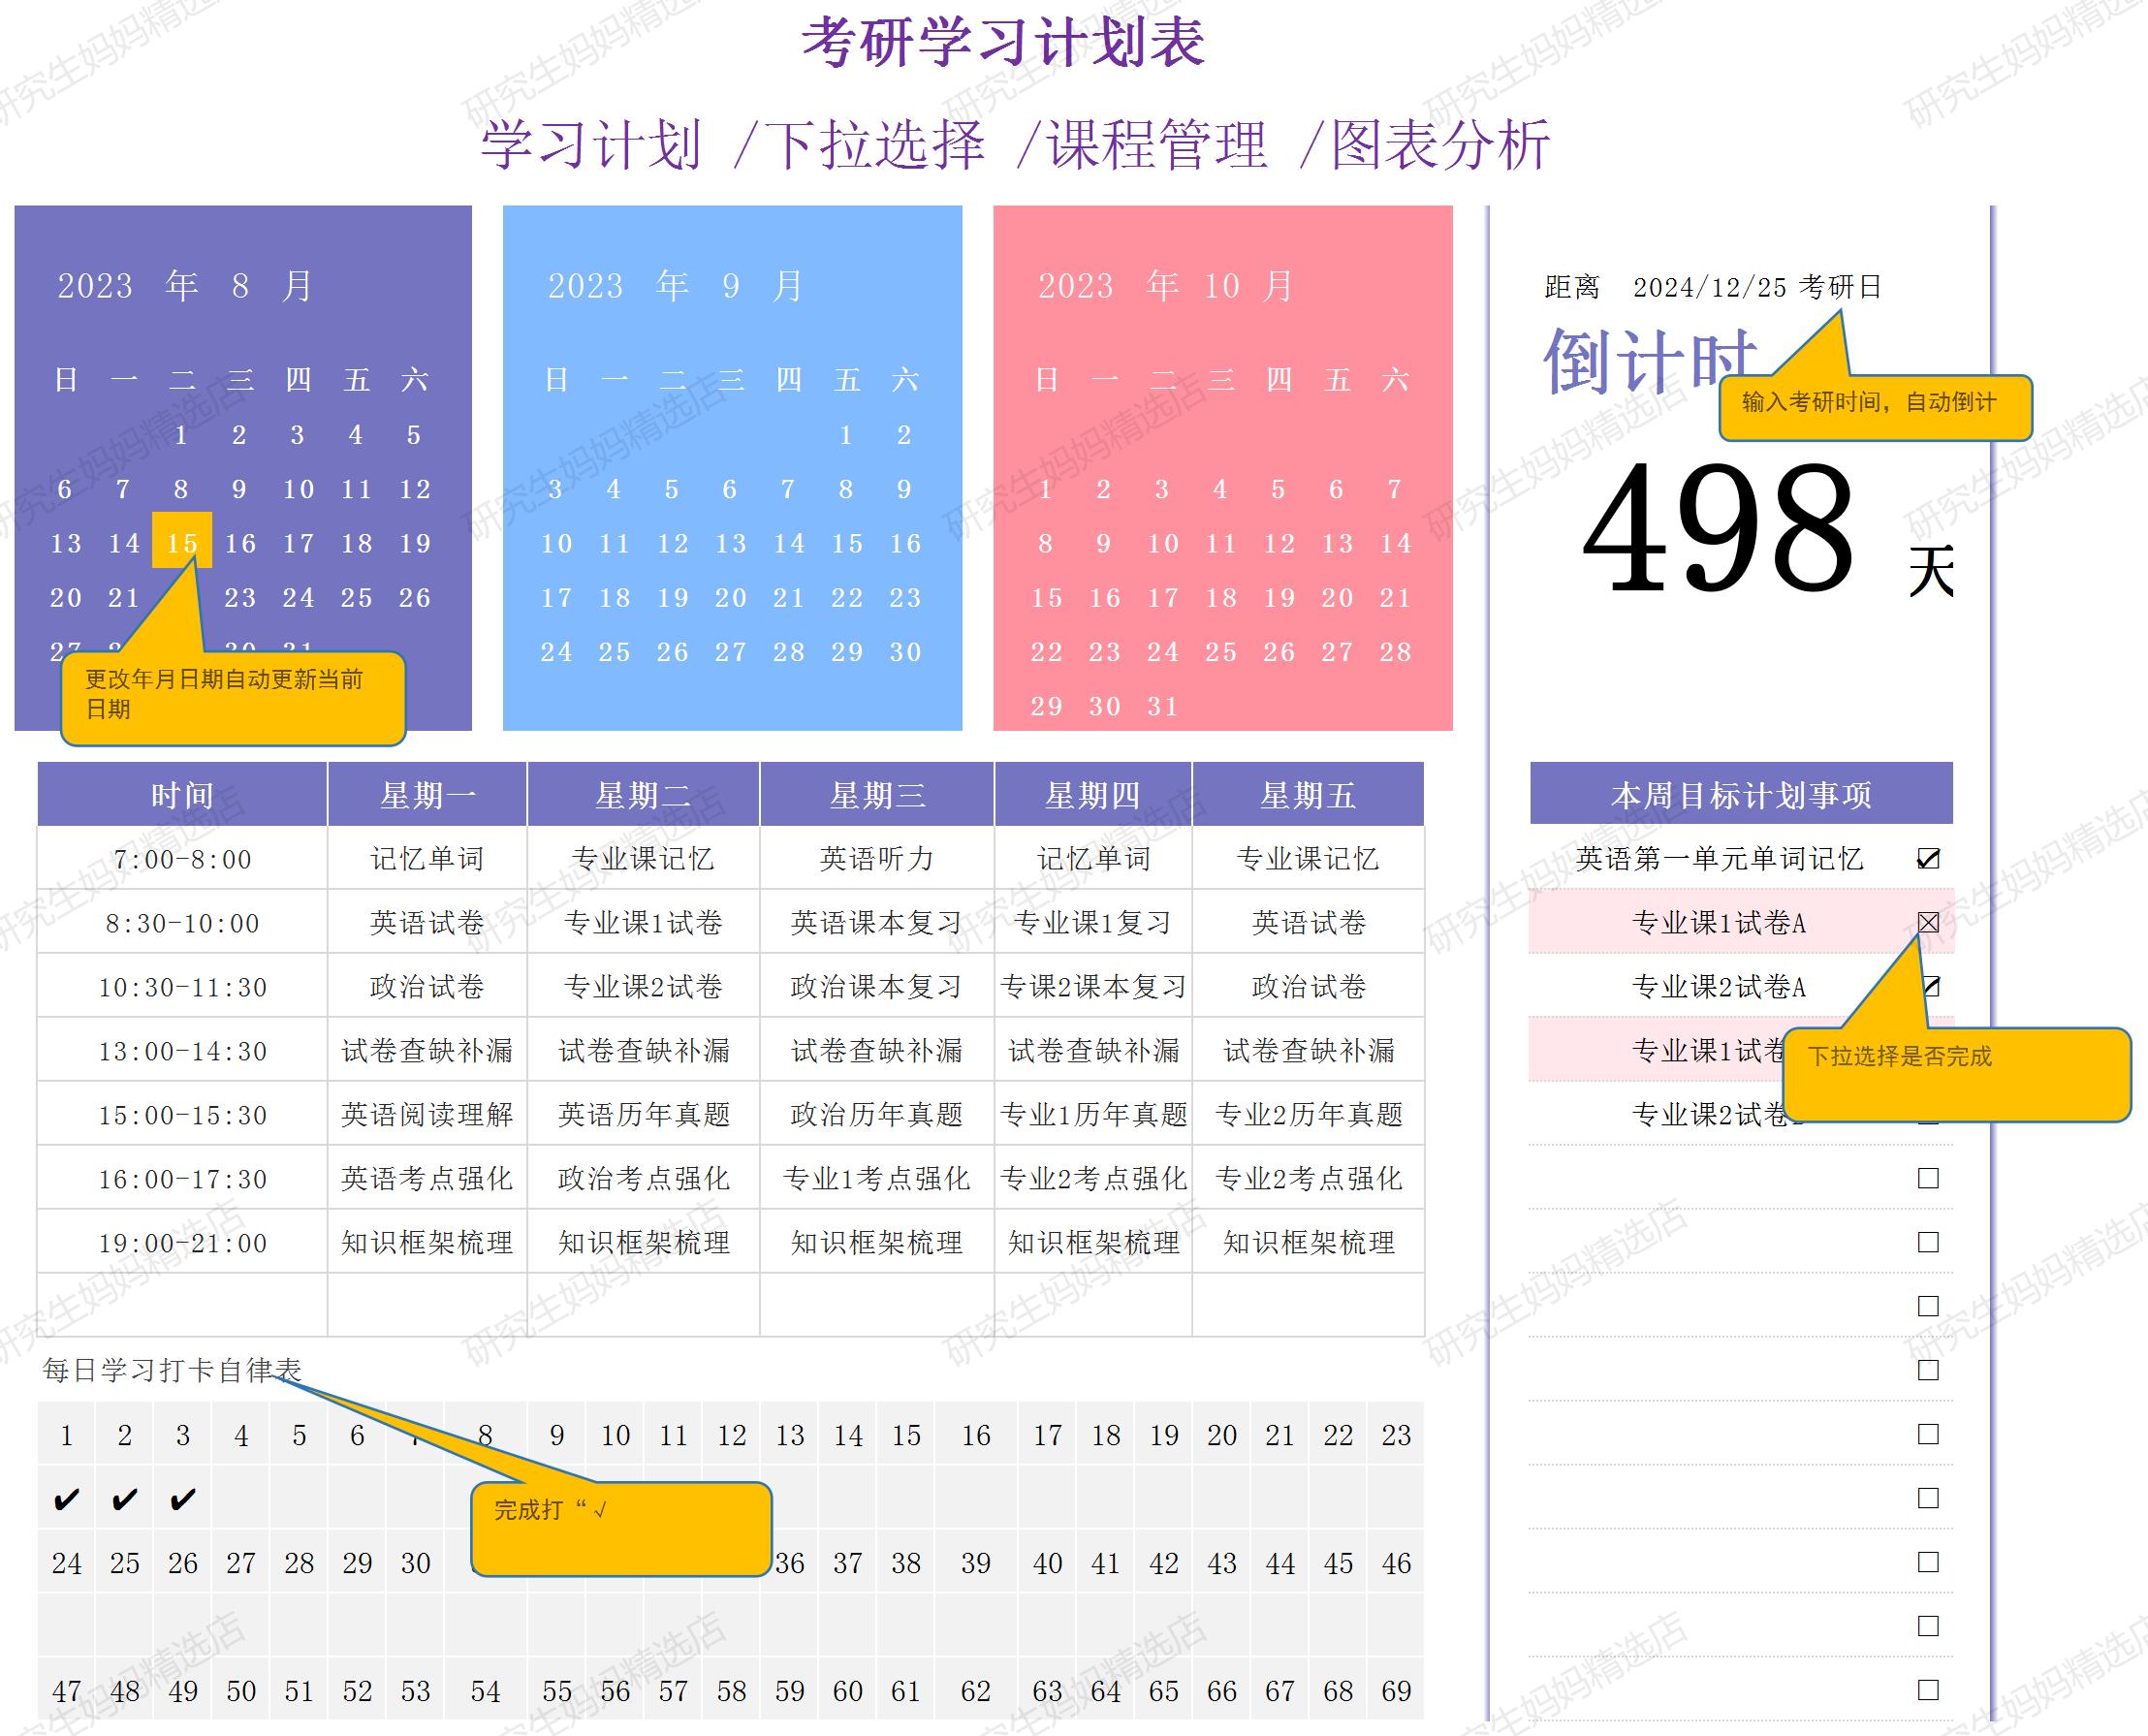 考研学习计划表
学习计划 /下拉选择 /课程管理 /图表分析
2023 年 8 月
日 一 二 三 四 五 六
1 2 3 4 5
6 7 8 9 10 11 12
13 14 15 16 17 18 19
20 21 23 24 25 26
27 30 31
更改年月日期自动更新当前
日期
2023 年 9 月
日 一 二 三 四 五 六
1 2
3 4 5 6 7 8 9
10 11 12 13 14 15 16
17 18 19 20 21 22 23
24 25 26 27 28 29 30
2023 年 10 月
日 一 二 三 四 五 六
1 2 3 4 5 6 7
8 9 10 11 12 13 14
15 16 17 18 19 20 21
22 23 24 25 26 27 28
29 30 31
距离 2024/12/25 考研日
倒计时
输入考研时间，自动倒计
498 天
时间 星期一 星期二 星期三 星期四 星期五
7:00-8:00 记忆单词 专业课记忆 英语听力 记忆单词 专业课记忆
8:30-10:00 英语试卷 专业课1试卷 英语课本复习 专业课1复习 英语试卷
10:30-11:30 政治试卷 专业课2试卷 政治课本复习 专课2课本复习 政治试卷
13:00-14:30 试卷查缺补漏 试卷查缺补漏 试卷查缺补漏 试卷查缺补漏 试卷查缺补漏
15:00-15:30 英语阅读理解 英语历年真题 政治历年真题 专业1历年真题 专业2历年真题
16:00-17:30 英语考点强化 政治考点强化 专业1考点强化 专业2考点强化 专业2考点强化
19:00-21:00 知识框架梳理 知识框架梳理 知识框架梳理 知识框架梳理 知识框架梳理
本周目标计划事项
英语第一单元单词记忆 ☑
专业课1试卷A ☒
专业课2试卷A ☑
专业课1试卷
专业课2试卷
下拉选择是否完成
每日学习打卡自律表
1 2 3 4 5 6 7 8 9 10 11 12 13 14 15 16 17 18 19 20 21 22 23
✔ ✔ ✔
完成打“√
24 25 26 27 28 29 30 36 37 38 39 40 41 42 43 44 45 46
47 48 49 50 51 52 53 54 55 56 57 58 59 60 61 62 63 64 65 66 67 68 69
研究生妈妈精选店